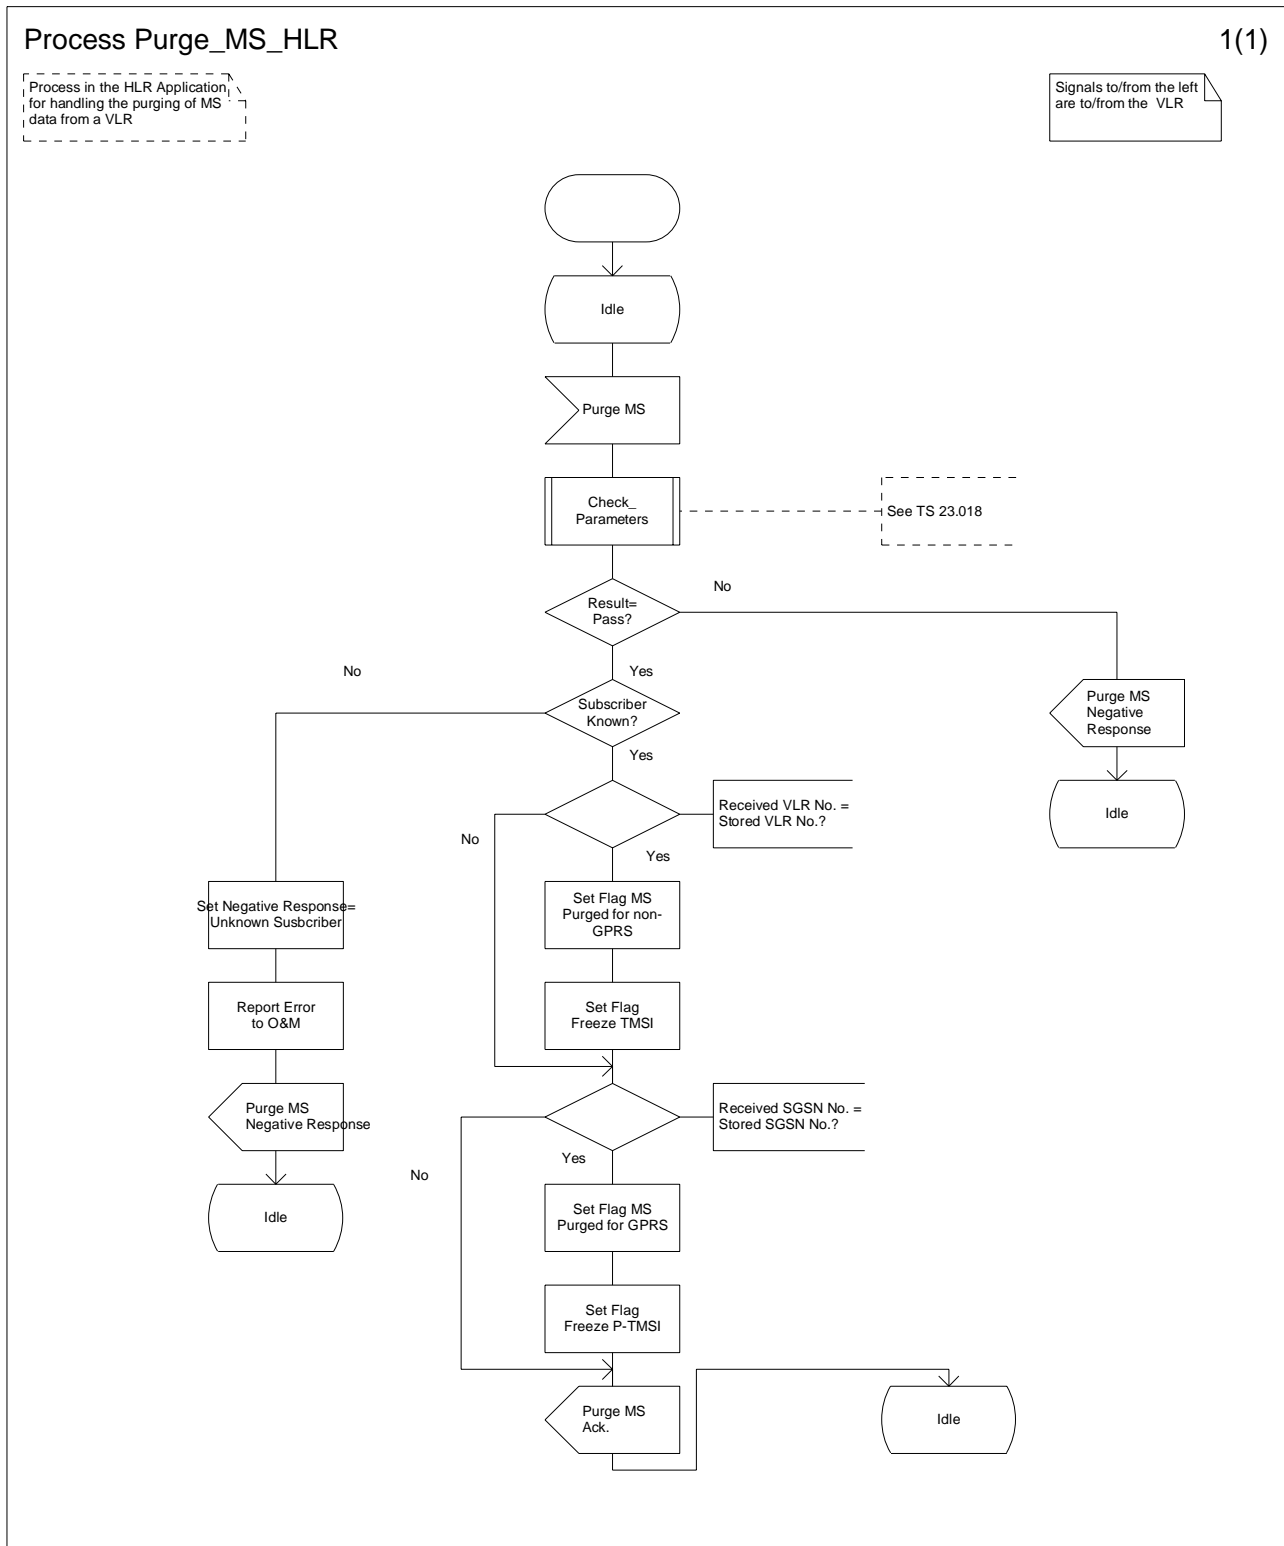 Process Purge_MS_HLR
1(1)
Process in the HLR Application
for handling the purging of MS
data from a VLR
Signals to/from the left
are to/from the VLR
Idle
Purge MS
Check_
Parameters
See TS 23.018
Result=
Pass?
No
Yes
No
Subscriber
Known?
Yes
Purge MS
Negative
Response
Idle
Received VLR No. =
Stored VLR No.?
No
Yes
Set Negative Response=
Unknown Susbcriber
Set Flag MS
Purged for non-
GPRS
Report Error
to O&M
Set Flag
Freeze TMSI
Purge MS
Negative Response
Received SGSN No. =
Stored SGSN No.?
No
Yes
Idle
Set Flag MS
Purged for GPRS
Set Flag
Freeze P-TMSI
Purge MS
Ack.
Idle